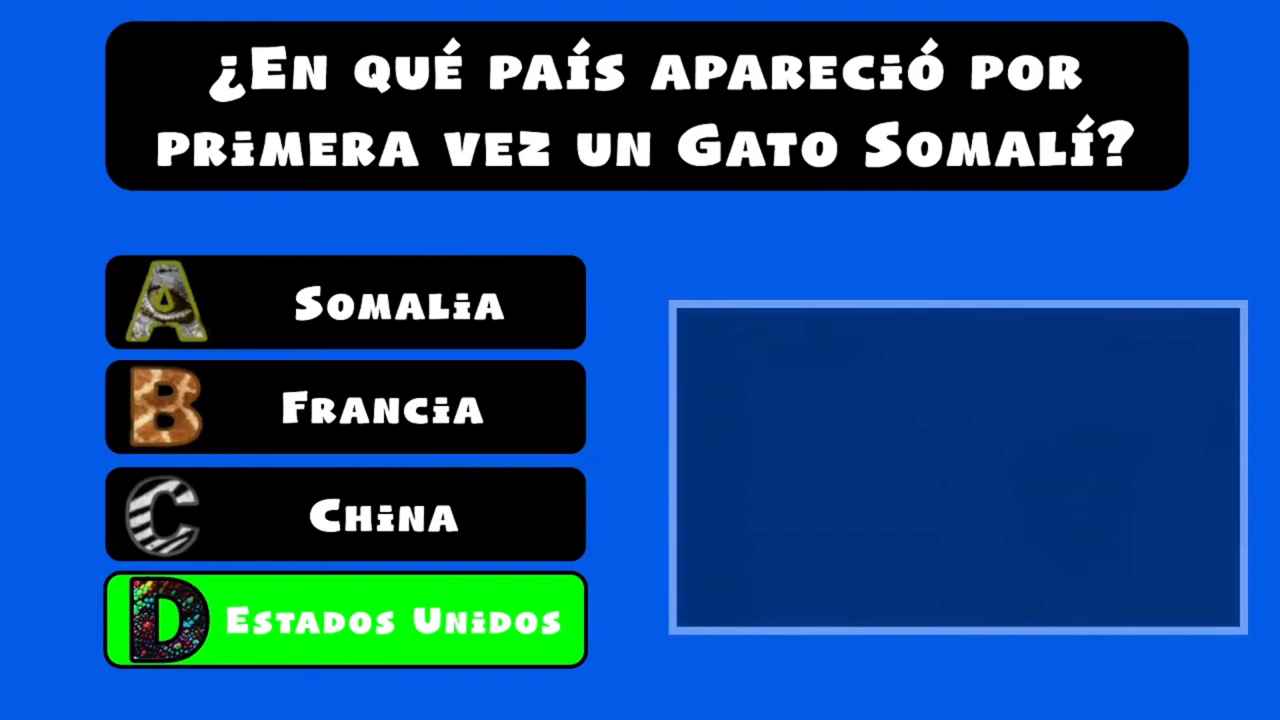 ¿En qué país apareció por
primera vez un Gato Somalí?
A Somalia
B Francia
C China
D Estados Unidos